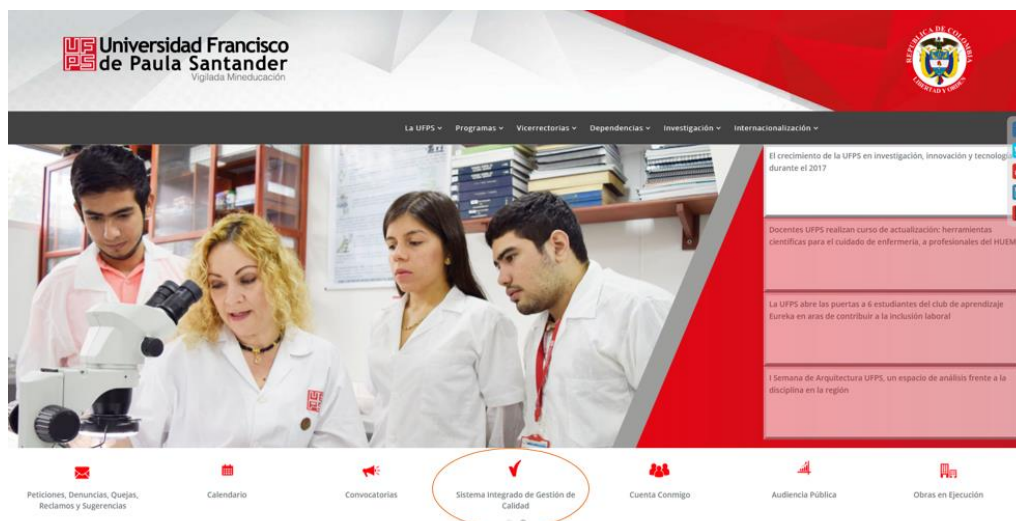 UFPS Universidad Francisco
de Paula Santander
Vigilada Mineducación
REPUBLICA DE COLOMBIA
LIBERTAD Y ORDEN
La UFPS Programas Vicerrectorias Dependencias Investigación Internacionalización
El crecimiento de la UFPS en investigación, innovación y tecnología
durante el 2017
Docentes UFPS realizan curso de actualización: herramientas
científicas para el cuidado de enfermería, a profesionales del HUEM
La UFPS abre las puertas a 6 estudiantes del club de aprendizaje
Eureka en aras de contribuir a la inclusión laboral
I Semana de Arquitectura UFPS, un espacio de análisis frente a la
disciplina en la región
Peticiones, Denuncias, Quejas,
Reclamos y Sugerencias
Calendario
Convocatorias
Sistema Integrado de Gestión de
Calidad
Cuenta Conmigo
Audiencia Pública
Obras en Ejecución